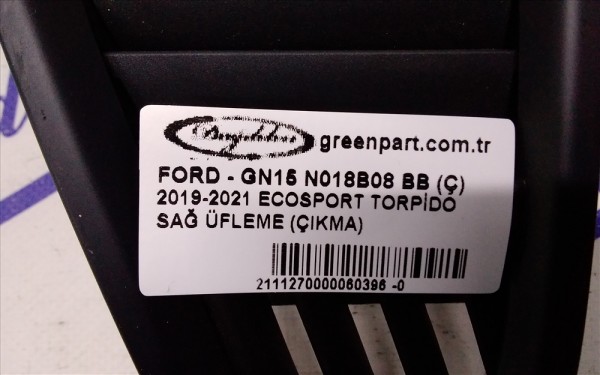 greenpart.com.tr
FORD - GN15 N018B08 BB (Ç)
2019-2021 ECOSPORT TORPİDO
SAĞ ÜFLEME (ÇIKMA)
2111270000060396 -0